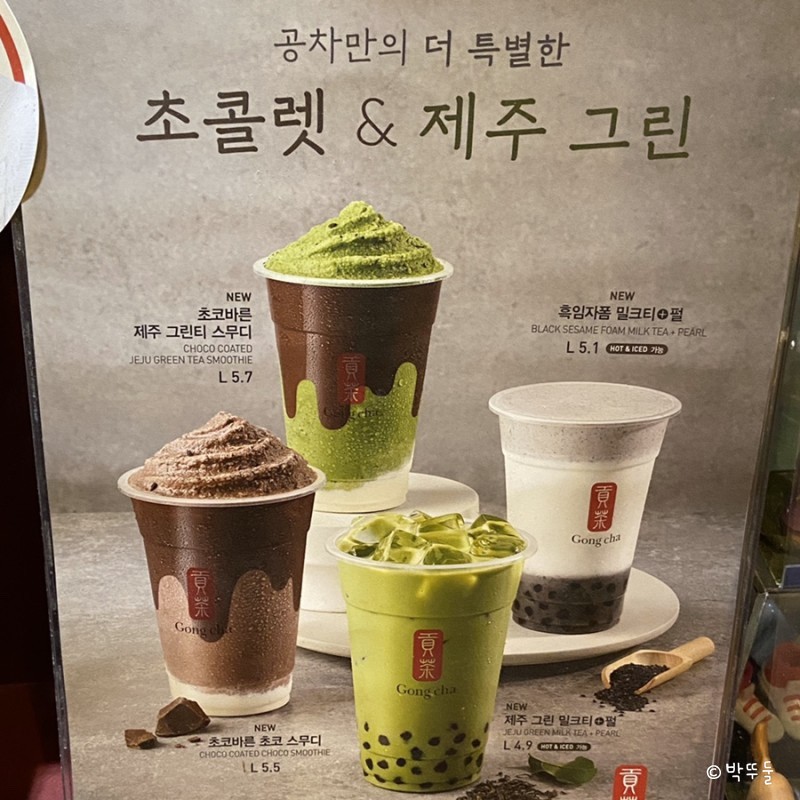 공차만의 더 특별한
초콜렛 & 제주 그린
NEW
초코바른
제주 그린티 스무디
CHOCO COATED
JEJU GREEN TEA SMOOTHIE
L 5.7
NEW
흑임자폼 밀크티+펄
BLACK SESAME FOAM MILK TEA + PEARL
L 5.1 HOT & ICED 가능
貢茶
Gong cha
貢茶
Gong cha
貢茶
Gong cha
貢茶
Gong cha
NEW
초코바른 초코 스무디
CHOCO COATED CHOCO SMOOTHIE
L 5.5
NEW
제주 그린 밀크티+펄
JEJU GREEN MILK TEA + PEARL
L 4.9 HOT & ICED 가능
貢
© 박뚜둘